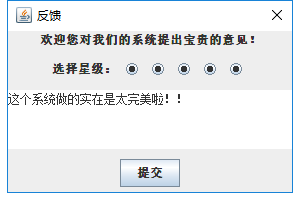 反馈
欢迎您对我们的系统提出宝贵的意见！
选择星级：
这个系统做的实在是太完美啦！！
提交